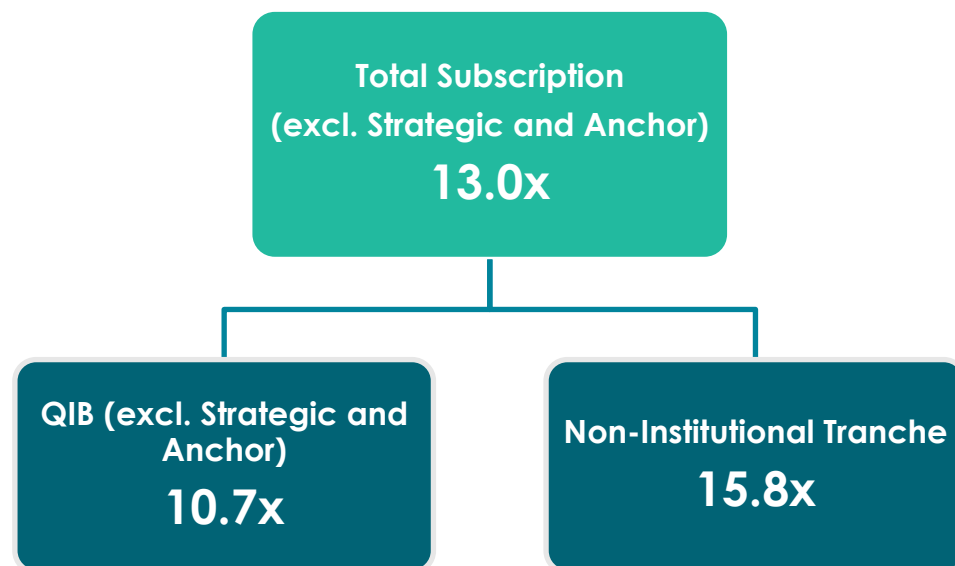 Total Subscription
(excl. Strategic and Anchor)
13.0x
QIB (excl. Strategic and
Anchor)
10.7x
Non-Institutional Tranche
15.8x